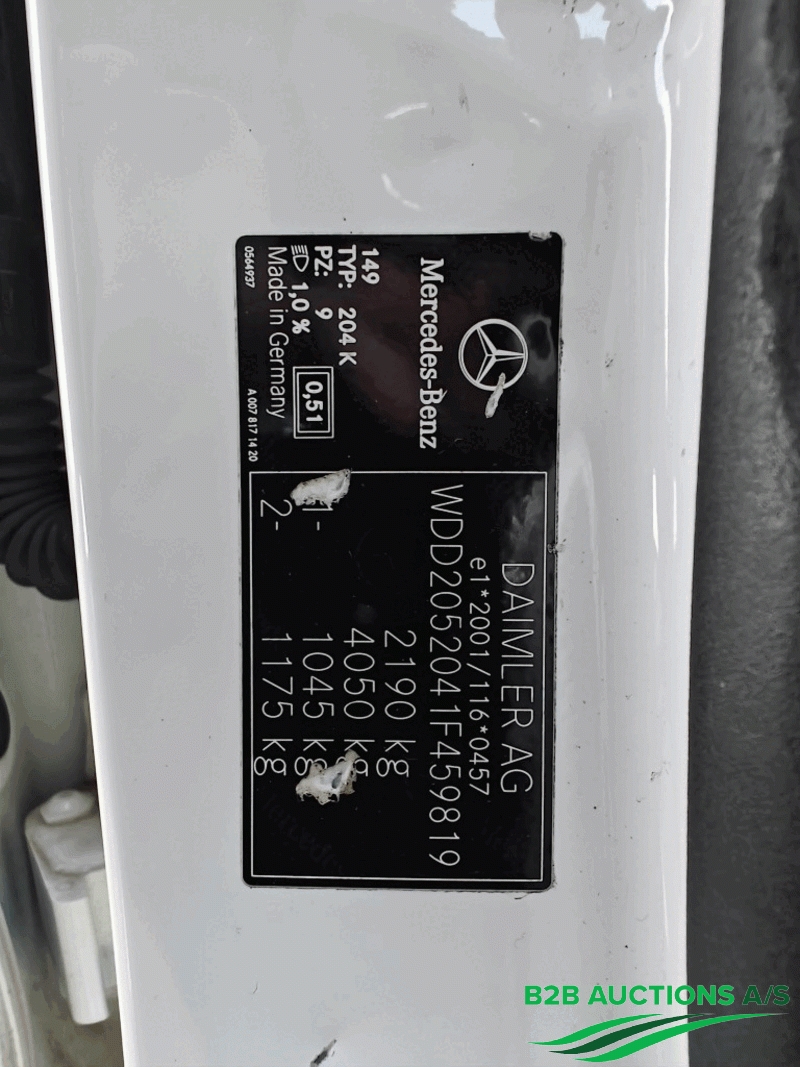 Mercedes-Benz
149
TYP: 204 K
PZ: 9
1,0 %
0,51
Made in Germany
0564937
A 007 817 14 20
DAIMLER AG
e1*2001/116*0457
WDD2052041F459819
2190 kg
4050 kg
1- 1045 kg
2- 1175 kg
B2B AUCTIONS A/S